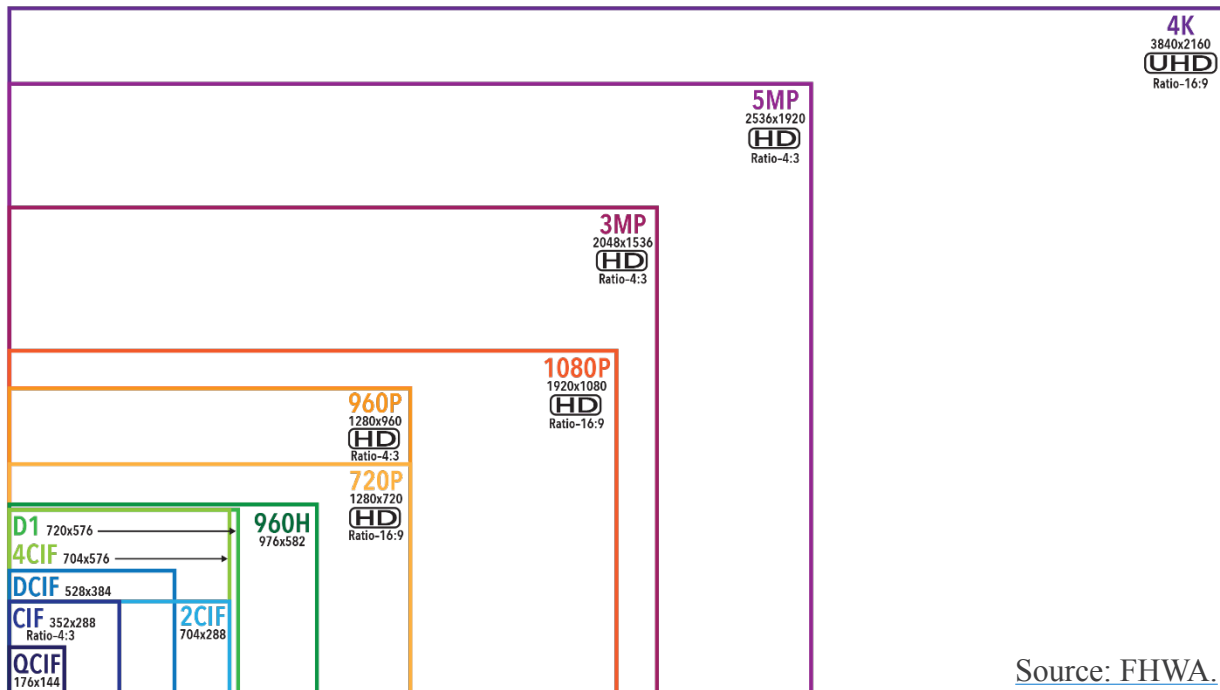 4K
3840x2160
UHD
Ratio-16:9
5MP
2536x1920
HD
Ratio-4:3
3MP
2048x1536
HD
Ratio-4:3
1080P
1920x1080
HD
Ratio-16:9
960P
1280x960
HD
Ratio-4:3
720P
1280x720
HD
Ratio-16:9
960H
976x582
D1 720x576
4CIF 704x576
DCIF 528x384
CIF 352x288
Ratio-4:3
2CIF
704x288
QCIF
176x144
Source: FHWA.